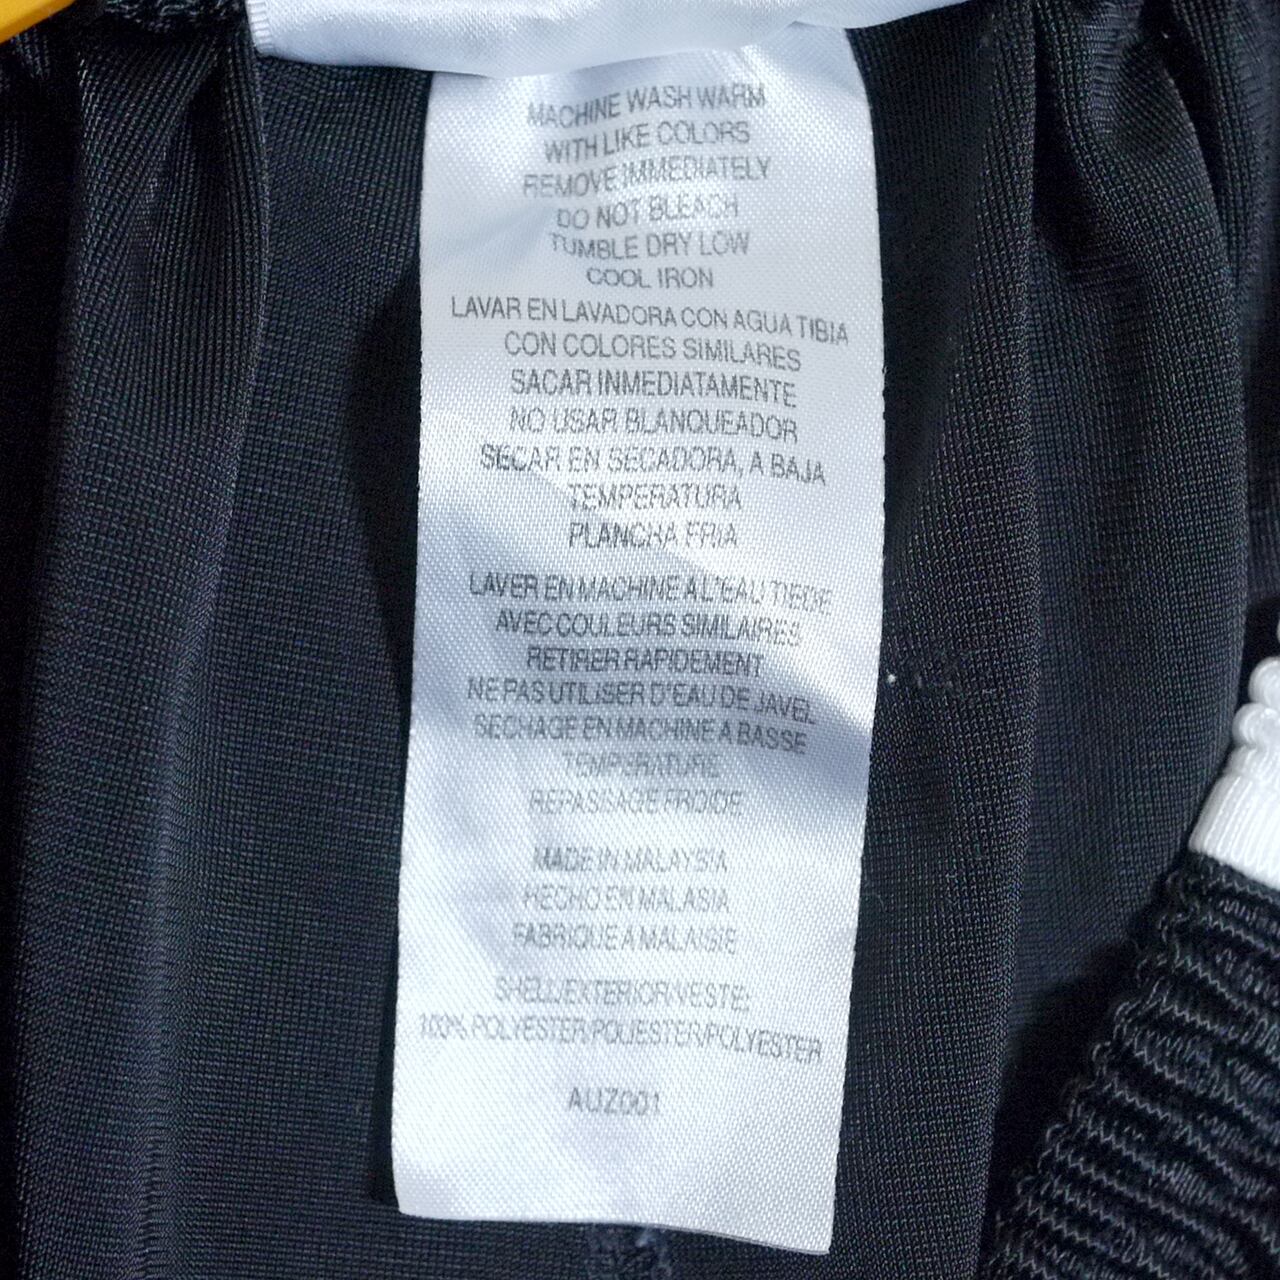 MACHINE WASH WARM
WITH LIKE COLORS
REMOVE IMMEDIATELY
DO NOT BLEACH
TUMBLE DRY LOW
COOL IRON
LAVAR EN LAVADORA CON AGUA TIBIA
CON COLORES SIMILARES
SACAR INMEDIATAMENTE
NO USAR BLANQUEADOR
SECAR EN SECADORA, A BAJA
TEMPERATURA
PLANCHA FRIA
LAVER EN MACHINE A L'EAU TIEDE
AVEC COULEURS SIMILAIRES
RETIRER RAPIDEMENT
NE PAS UTILISER D'EAU DE JAVEL
SECHAGE EN MACHINE A BASSE
TEMPERATURE
REPASSAGE FROIDE
MADE IN MALAYSIA
HECHO EN MALASIA
FABRIQUE A MALAISIE
SHELL/EXTERIOR/VESTE:
100% POLYESTER/POLIESTER/POLYESTER
AUZ001